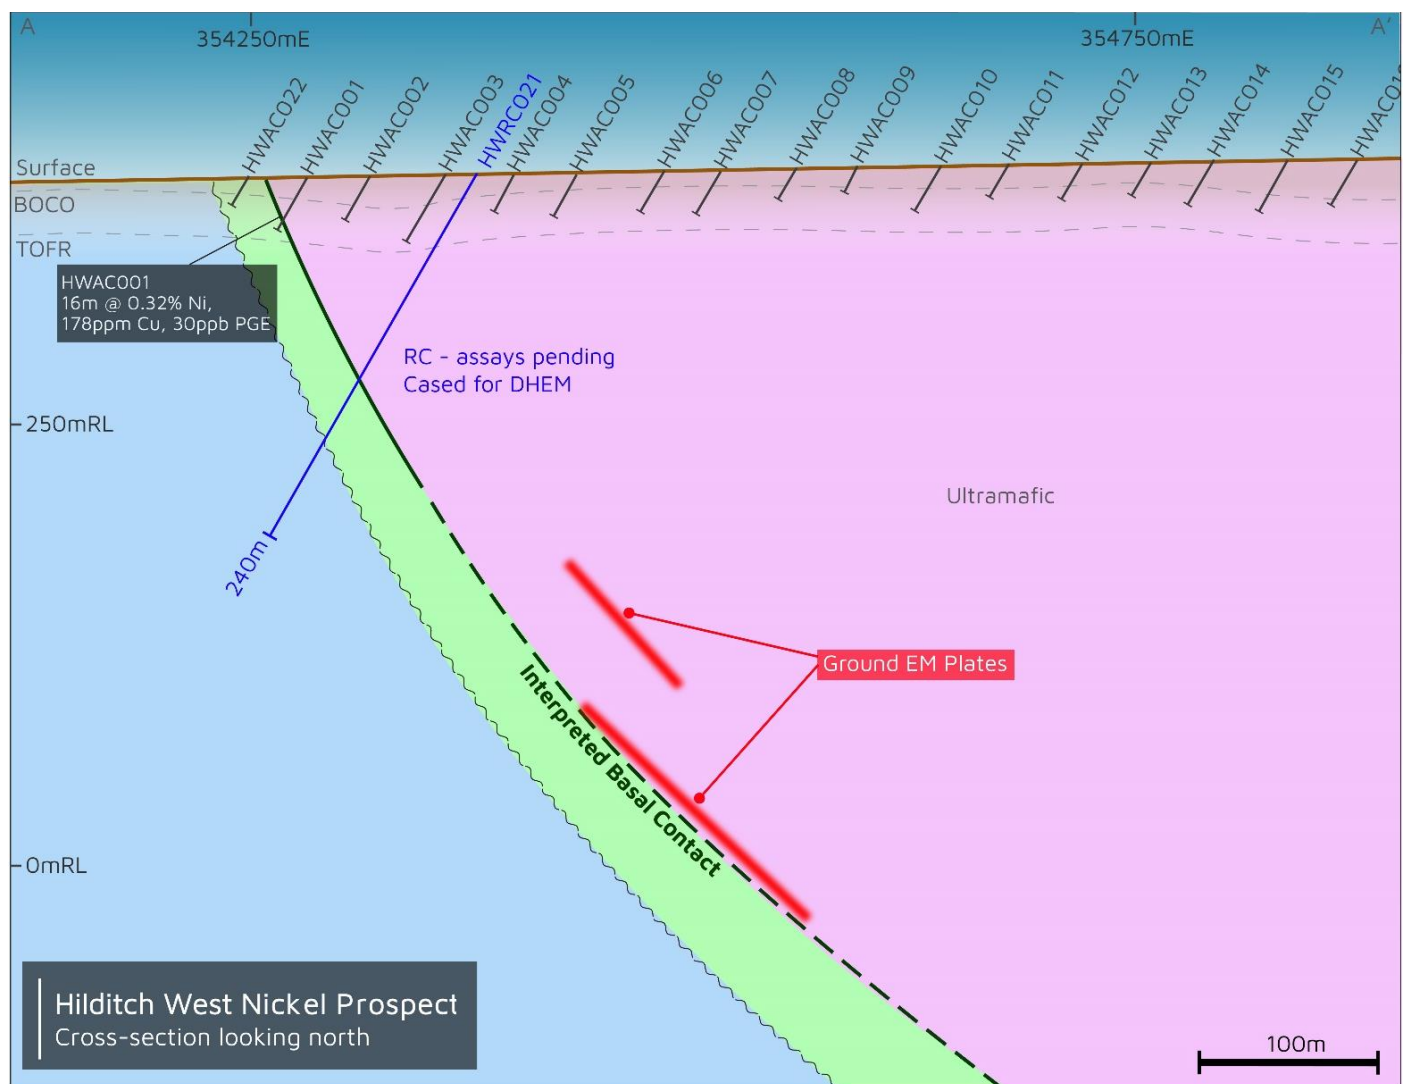 A
354250mE
354750mE
A'
HWAC022
HWAC001
HWAC002
HWAC003
HWRC021
HWAC004
HWAC005
HWAC006
HWAC007
HWAC008
HWAC009
HWAC010
HWAC011
HWAC012
HWAC013
HWAC014
HWAC015
Surface
BOCO
TOFR
HWAC001
16m @ 0.32% Ni,
178ppm Cu, 30ppb PGE
RC - assays pending
Cased for DHEM
250mRL
Ultramafic
240m
Ground EM Plates
Interpreted Basal Contact
0mRL
Hilditch West Nickel Prospect
Cross-section looking north
100m